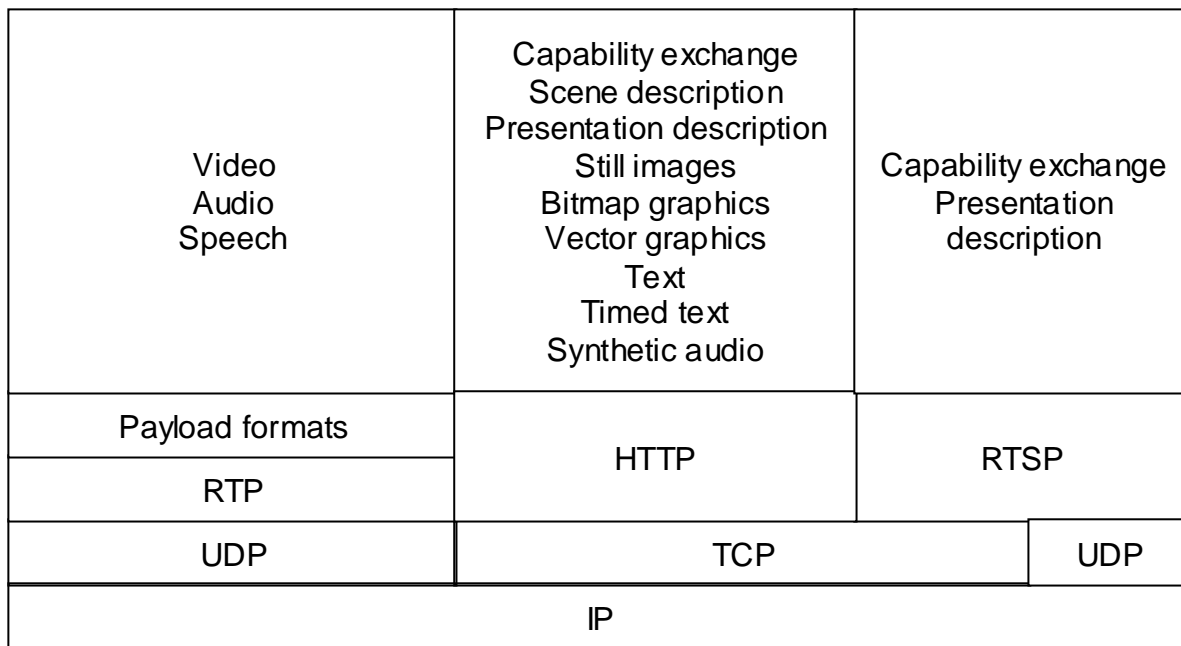 Video
Audio
Speech
Capability exchange
Scene description
Presentation description
Still images
Bitmap graphics
Vector graphics
Text
Timed text
Synthetic audio
Capability exchange
Presentation
description
Payload formats
RTP
HTTP
RTSP
UDP
TCP
UDP
IP